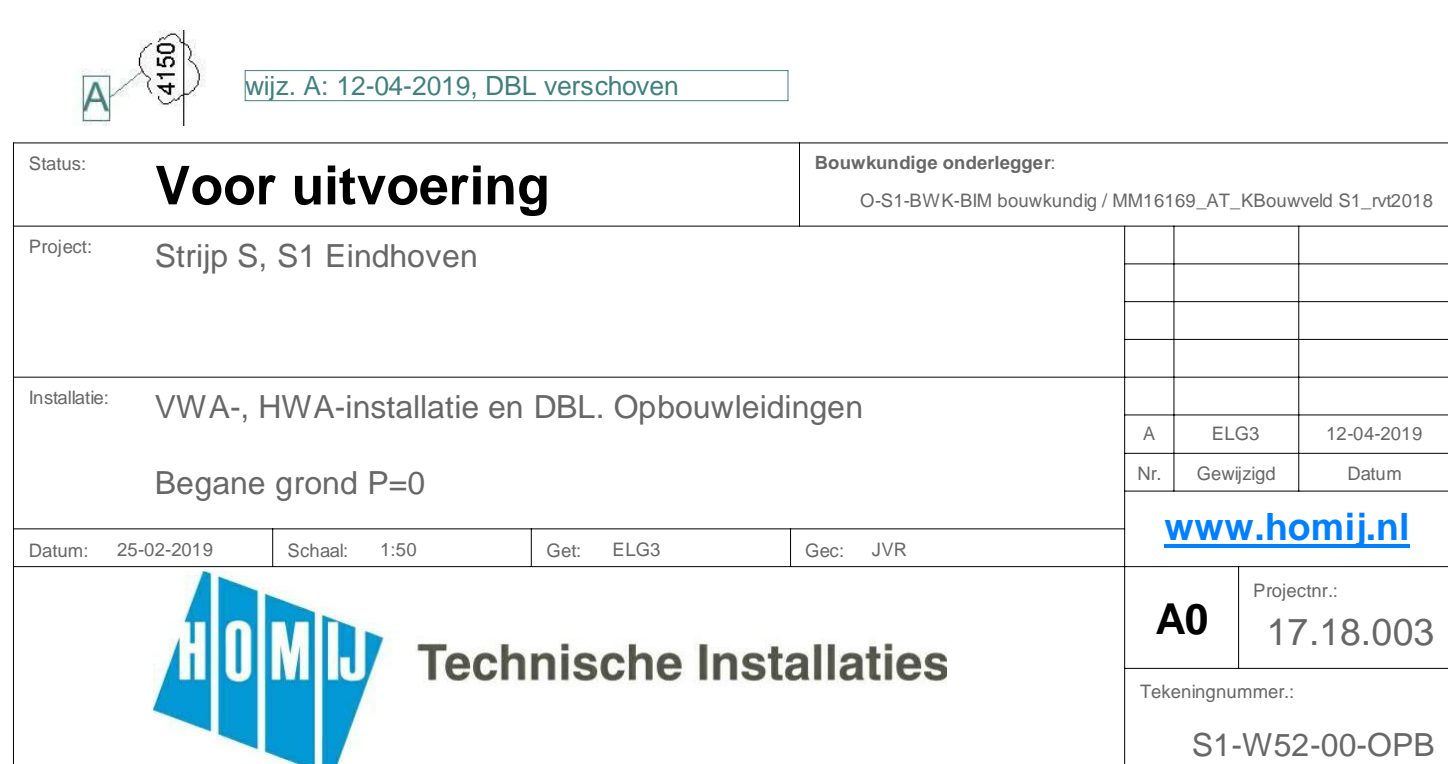 4150
A
wijz. A: 12-04-2019, DBL verschoven
Status:
Voor uitvoering
Bouwkundige onderlegger:
O-S1-BWK-BIM bouwkundig / MM16169_AT_KBouwveld S1_rvt2018
Project:
Strijp S, S1 Eindhoven
Installatie:
VWA-, HWA-installatie en DBL. Opbouwleidingen
Begane grond P=0
A ELG3 12-04-2019
Nr. Gewijzigd Datum
www.homij.nl
Datum: 25-02-2019 Schaal: 1:50 Get: ELG3 Gec: JVR
HOMIJ Technische Installaties
A0
Projectnr.:
17.18.003
Tekeningnummer.:
S1-W52-00-OPB